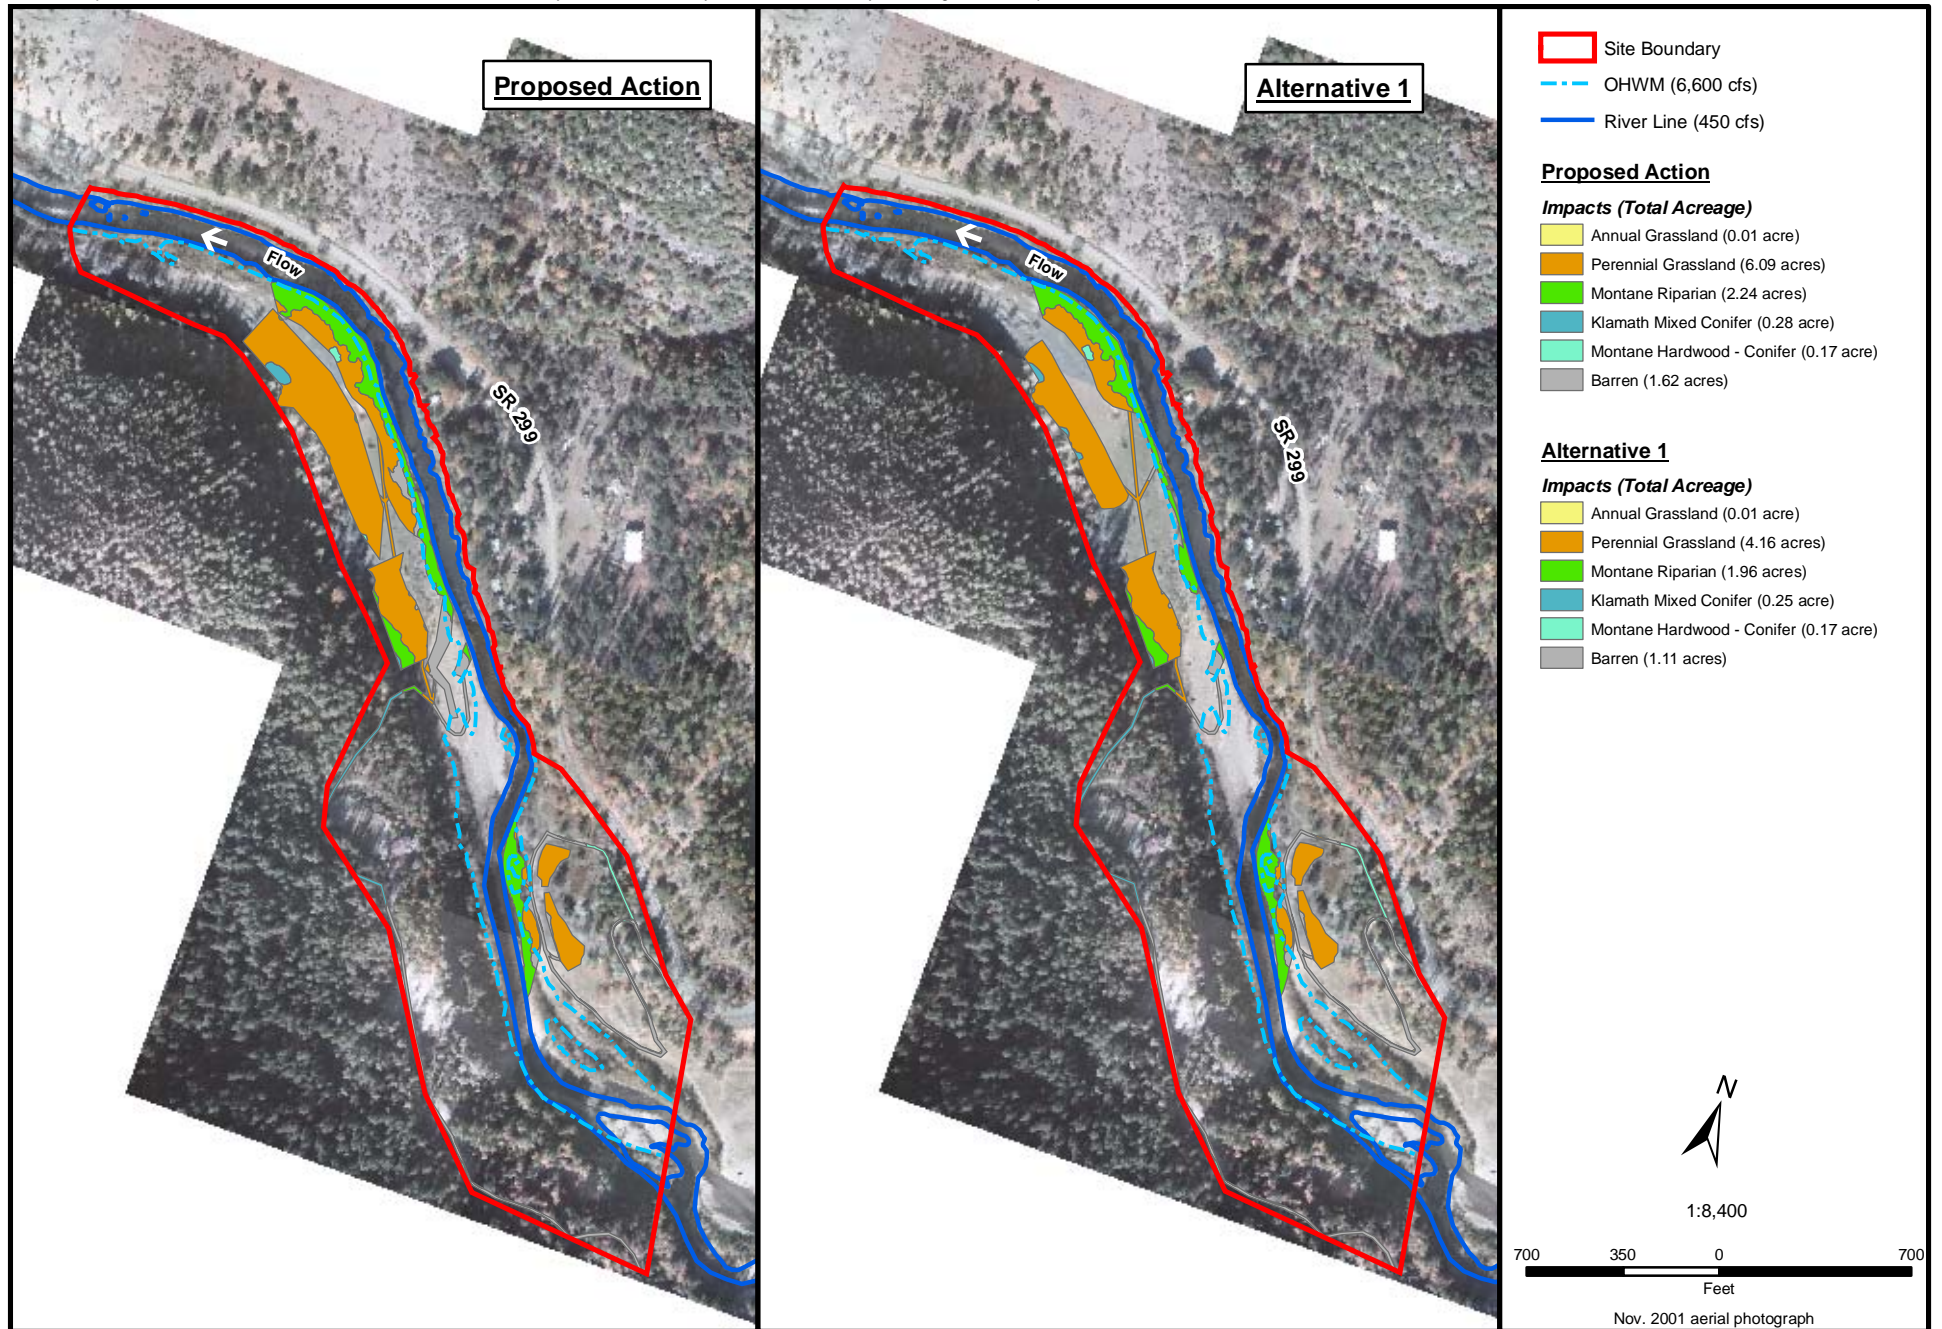 Proposed Action
Flow
SR 299
Alternative 1
Flow
SR 299
Site Boundary
OHWM (6,600 cfs)
River Line (450 cfs)
Proposed Action
Impacts (Total Acreage)
Annual Grassland (0.01 acre)
Perennial Grassland (6.09 acres)
Montane Riparian (2.24 acres)
Klamath Mixed Conifer (0.28 acre)
Montane Hardwood - Conifer (0.17 acre)
Barren (1.62 acres)
Alternative 1
Impacts (Total Acreage)
Annual Grassland (0.01 acre)
Perennial Grassland (4.16 acres)
Montane Riparian (1.96 acres)
Klamath Mixed Conifer (0.25 acre)
Montane Hardwood - Conifer (0.17 acre)
Barren (1.11 acres)
N
1:8,400
700 350 0 700
Feet
Nov. 2001 aerial photograph